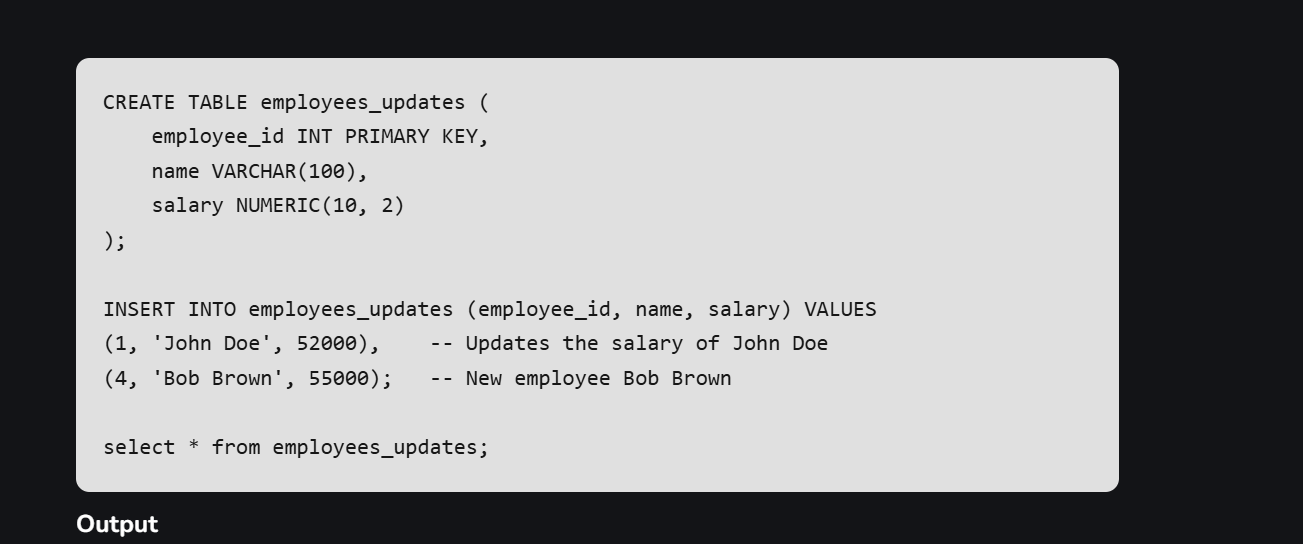 CREATE TABLE employees_updates (
    employee_id INT PRIMARY KEY,
    name VARCHAR(100),
    salary NUMERIC(10, 2)
);
INSERT INTO employees_updates (employee_id, name, salary) VALUES
(1, 'John Doe', 52000),    -- Updates the salary of John Doe
(4, 'Bob Brown', 55000);   -- New employee Bob Brown
select * from employees_updates;
Output